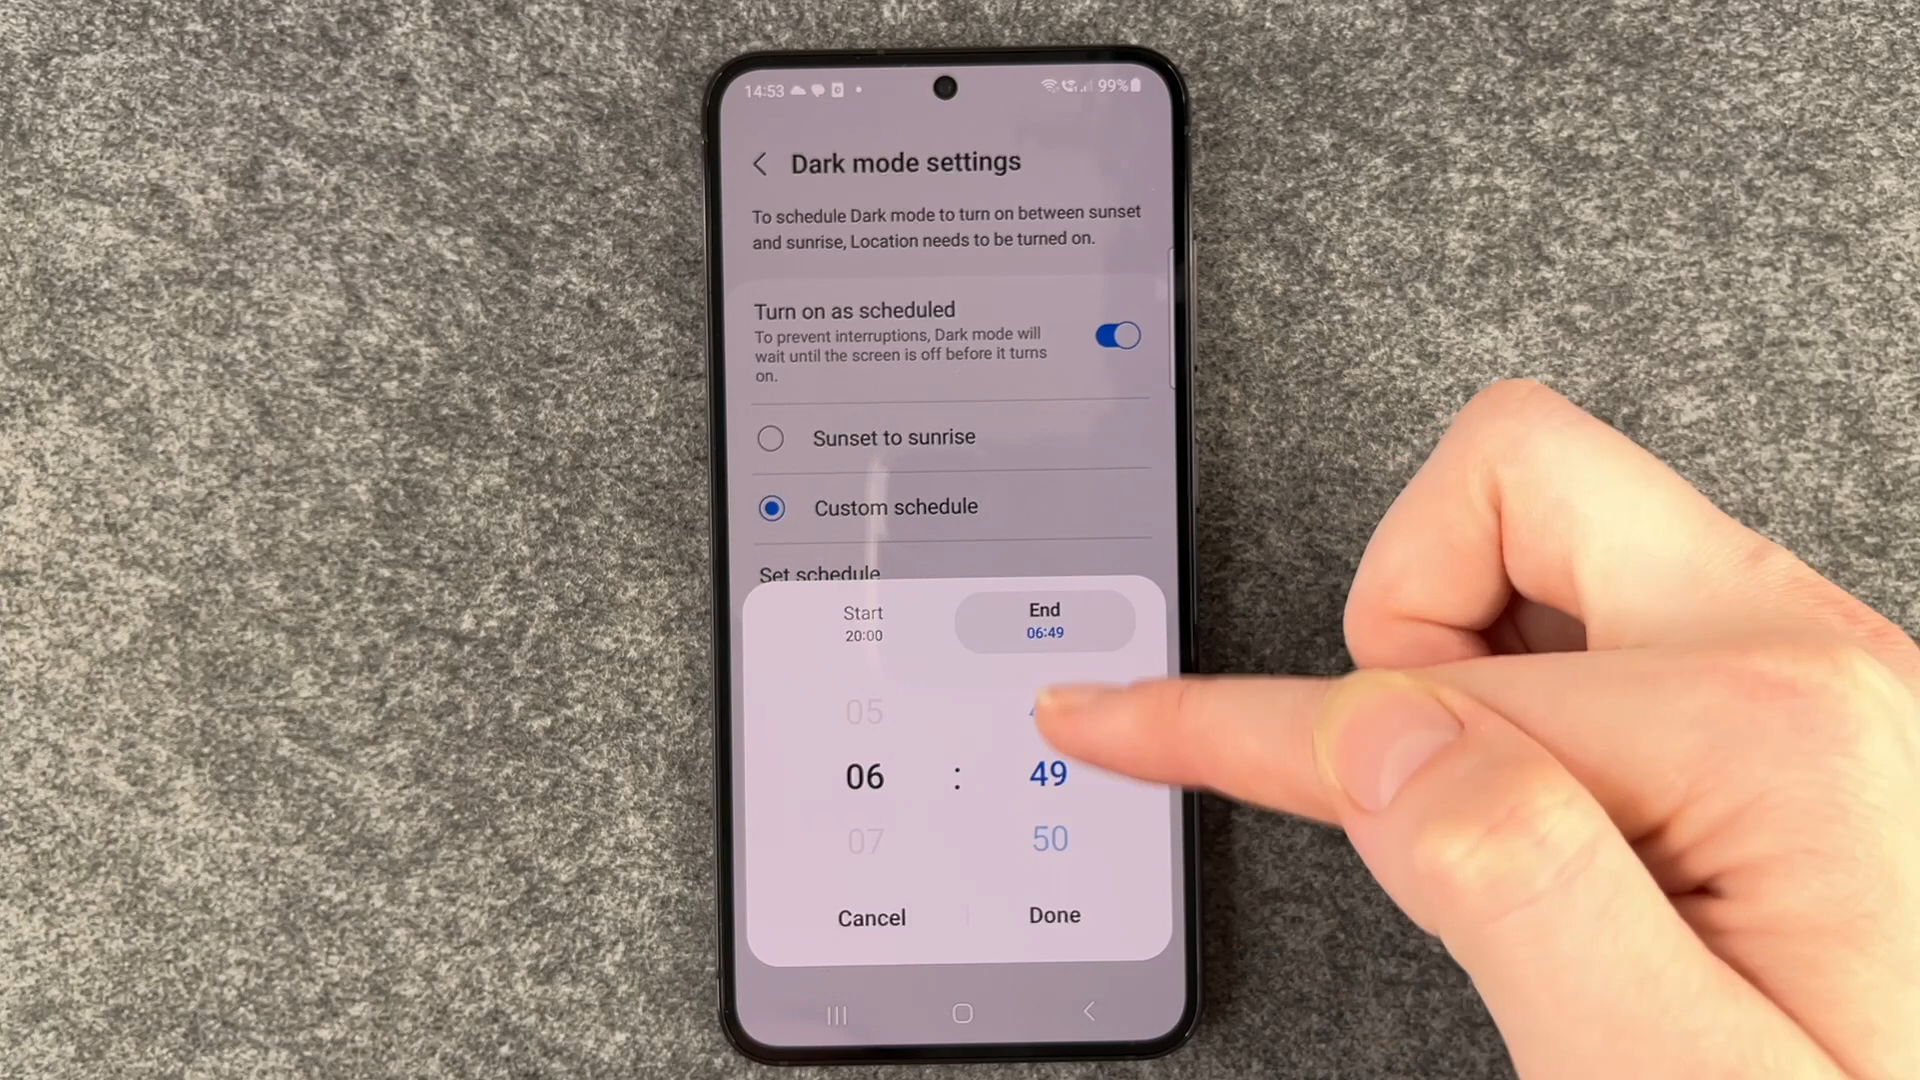 14:53
99%
Dark mode settings
To schedule Dark mode to turn on between sunset
and sunrise, Location needs to be turned on.
Turn on as scheduled
To prevent interruptions, Dark mode will
wait until the screen is off before it turns
on.
Sunset to sunrise
Custom schedule
Set schedule
Start End
20:00 06:49
05
06 : 49
07 50
Cancel Done